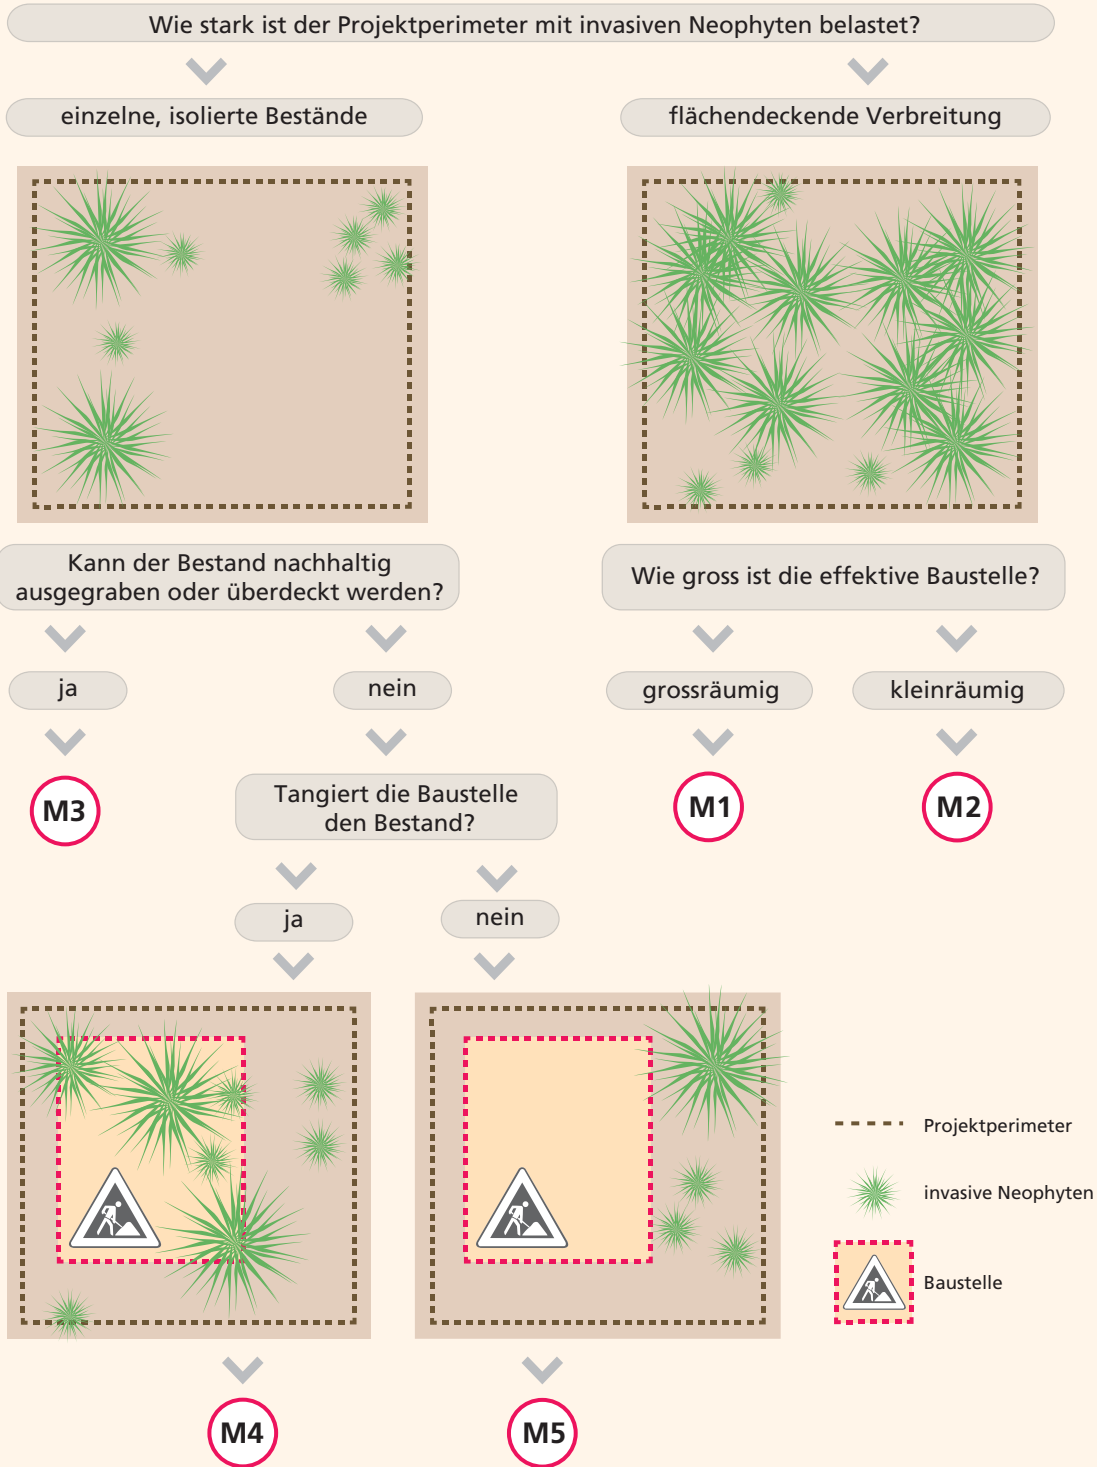 Wie stark ist der Projektperimeter mit invasiven Neophyten belastet?
einzelne, isolierte Bestände
flächendeckende Verbreitung
Kann der Bestand nachhaltig
ausgegraben oder überdeckt werden?
Wie gross ist die effektive Baustelle?
ja
nein
grossräumig
kleinräumig
M3
Tangiert die Baustelle
den Bestand?
M1
M2
ja
nein
Projektperimeter
invasive Neophyten
Baustelle
M4
M5